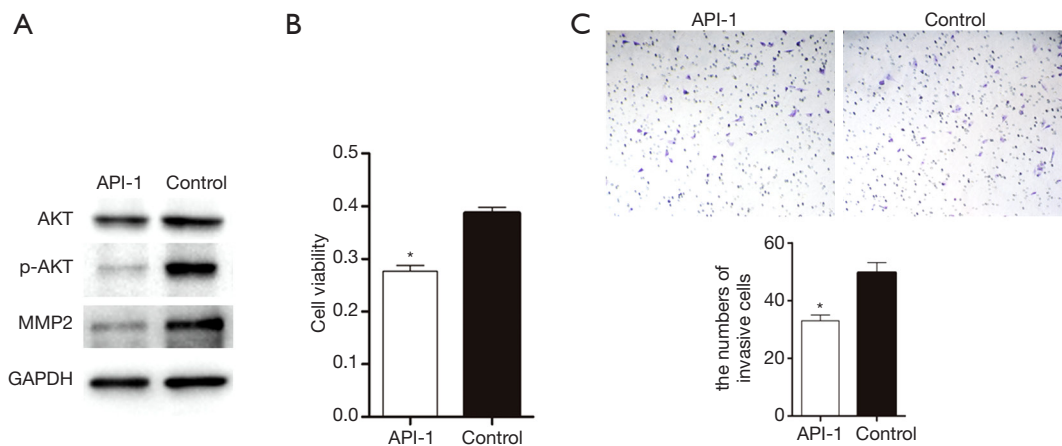 A
API-1 Control
AKT
p-AKT
MMP2
GAPDH
B
Cell viability
0.5
0.4
0.3
0.2
0.1
0.0
*
API-1 Control
C
API-1 Control
the numbers of
invasive cells
60
40
20
0
*
API-1 Control